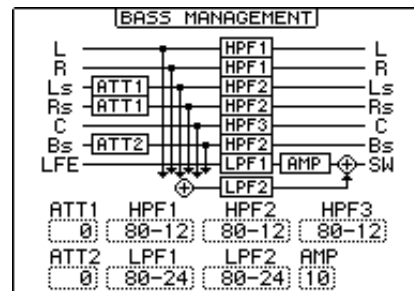 BASS MANAGEMENT
L HPF1 L
R HPF1 R
Ls ATT1 HPF2 Ls
Rs ATT1 HPF2 Rs
C HPF3 C
Bs ATT2 HPF2 Bs
LFE LPF1 AMP SW
LPF2
ATT1 HPF1 HPF2 HPF3
0 80-12 80-12 80-12
ATT2 LPF1 LPF2 AMP
0 80-24 80-24 10